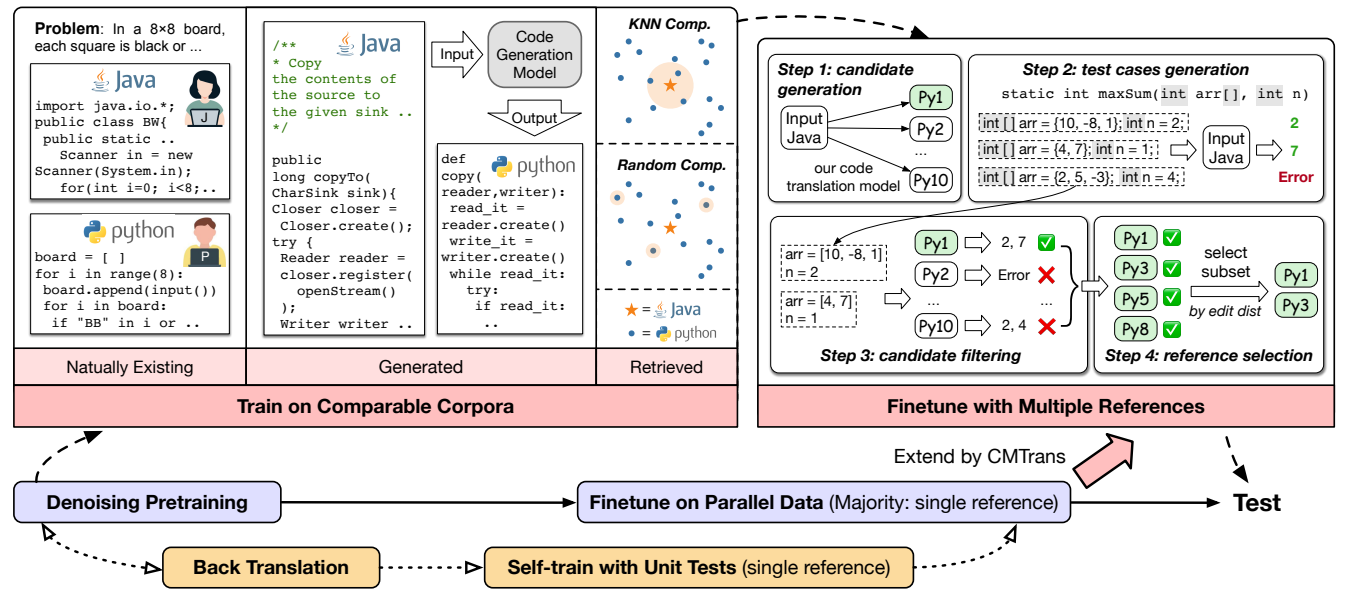 Problem: In a 8×8 board,
each square is black or ...
Java
J
import java.io.*;
public class BW{
public static ..
Scanner in = new
Scanner(System.in);
for(int i=0; i<8;..
python
P
board = [ ]
for i in range(8):
board.append(input())
for i in board:
if "BB" in i or ..
Natually Existing
/**
* Copy
the contents of
the source to
the given sink ..
*/
Java
public
long copyTo(
CharSink sink){
Closer closer =
Closer.create();
try {
Reader reader =
closer.register(
openStream()
);
Writer writer ..
Input
Code
Generation
Model
Output
python
def
copy(
reader,writer):
read_it =
reader.create()
write_it =
writer.create()
while read_it:
try:
if read_it:
..
Generated
KNN Comp.
Random Comp.
= Java
= python
Retrieved
Train on Comparable Corpora
Step 1: candidate
generation
Input
Java
Py1
Py2
...
Py10
our code
translation model
Step 2: test cases generation
static int maxSum(int arr[], int n)
int [] arr = {10, -8, 1}; int n = 2;
int [] arr = {4, 7}; int n = 1;
int [] arr = {2, 5, -3}; int n = 4;
Input
Java
2
7
Error
arr = [10, -8, 1]
n = 2
arr = [4, 7]
n = 1
Py1 2, 7
Py2 Error
... ...
Py10 2, 4
Step 3: candidate filtering
Py1
Py3
Py5
Py8
select
subset
by edit dist
Py1
Py3
Step 4: reference selection
Finetune with Multiple References
Extend by CMTrans
Denoising Pretraining
Finetune on Parallel Data (Majority: single reference)
Test
Back Translation
Self-train with Unit Tests (single reference)